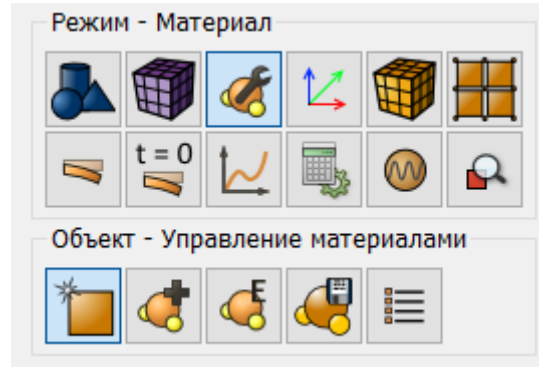 Режим - Материал
t = 0
Объект - Управление материалами
E